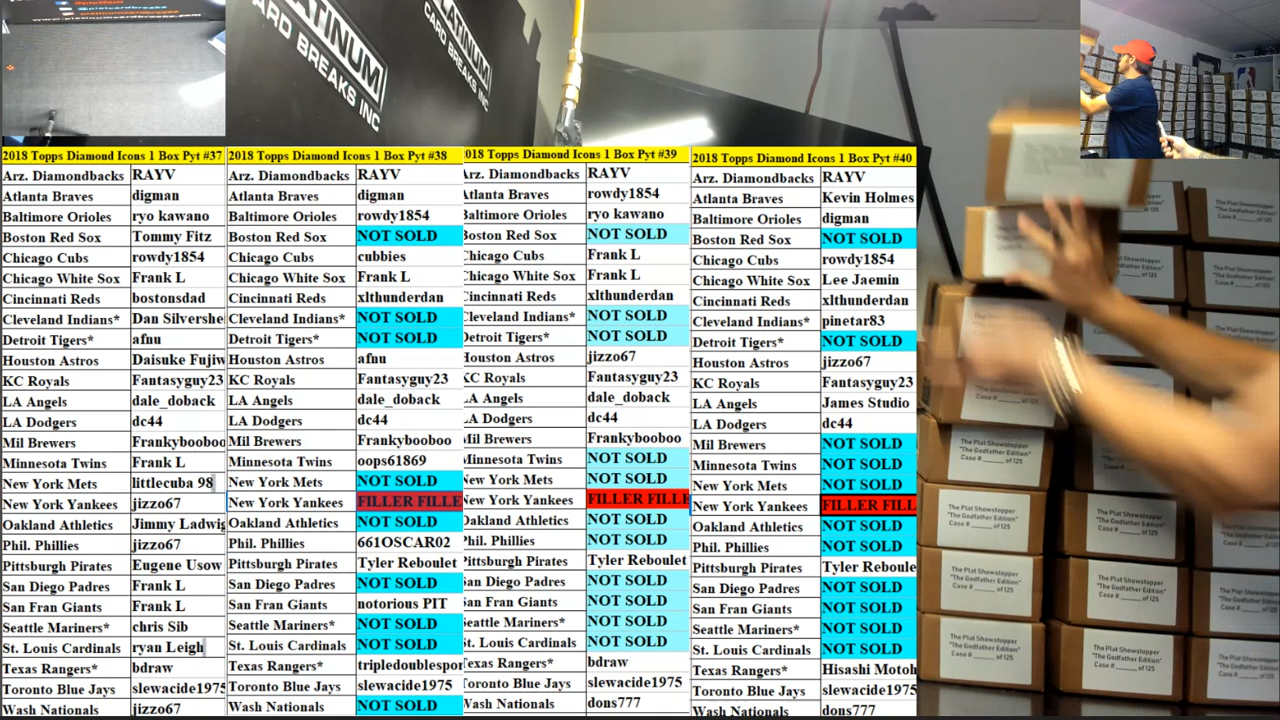 PLATINUM
CARD BREAKS INC
2018 Topps Diamond Icons 1 Box Pyt #37
Arz. Diamondbacks RAYV
Atlanta Braves digman
Baltimore Orioles ryo kawano
Boston Red Sox Tommy Fitz
Chicago Cubs rowdy1854
Chicago White Sox Frank L
Cincinnati Reds bostonsdad
Cleveland Indians* Dan Silvershe
Detroit Tigers* afnu
Houston Astros Daisuke Fujiw
KC Royals Fantasyguy23
LA Angels dale_doback
LA Dodgers dc44
Mil Brewers Frankybooboo
Minnesota Twins Frank L
New York Mets littlecuba 98
New York Yankees jizzo67
Oakland Athletics Jimmy Ladwig
Phil. Phillies jizzo67
Pittsburgh Pirates Eugene Usow
San Diego Padres Frank L
San Fran Giants Frank L
Seattle Mariners* chris Sib
St. Louis Cardinals ryan Leigh
Texas Rangers* bdraw
Toronto Blue Jays slewacide1975
Wash Nationals jizzo67
2018 Topps Diamond Icons 1 Box Pyt #38
Arz. Diamondbacks RAYV
Atlanta Braves digman
Baltimore Orioles rowdy1854
Boston Red Sox NOT SOLD
Chicago Cubs cubbies
Chicago White Sox Frank L
Cincinnati Reds xlthunderdan
Cleveland Indians* NOT SOLD
Detroit Tigers* NOT SOLD
Houston Astros afnu
KC Royals Fantasyguy23
LA Angels dale_doback
LA Dodgers dc44
Mil Brewers Frankybooboo
Minnesota Twins oops61869
New York Mets NOT SOLD
New York Yankees FILLER FILLE
Oakland Athletics NOT SOLD
Phil. Phillies 661OSCAR02
Pittsburgh Pirates Tyler Reboulet
San Diego Padres NOT SOLD
San Fran Giants notorious PIT
Seattle Mariners* NOT SOLD
St. Louis Cardinals NOT SOLD
Texas Rangers* tripledoublespo
Toronto Blue Jays slewacide1975
Wash Nationals NOT SOLD
2018 Topps Diamond Icons 1 Box Pyt #39
Arz. Diamondbacks RAYV
Atlanta Braves rowdy1854
Baltimore Orioles ryo kawano
Boston Red Sox NOT SOLD
Chicago Cubs Frank L
Chicago White Sox Frank L
Cincinnati Reds xlthunderdan
Cleveland Indians* NOT SOLD
Detroit Tigers* NOT SOLD
Houston Astros jizzo67
KC Royals Fantasyguy23
LA Angels dale_doback
LA Dodgers dc44
Mil Brewers Frankybooboo
Minnesota Twins NOT SOLD
New York Mets NOT SOLD
New York Yankees FILLER FILLE
Oakland Athletics NOT SOLD
Phil. Phillies NOT SOLD
Pittsburgh Pirates Tyler Reboulet
San Diego Padres NOT SOLD
San Fran Giants NOT SOLD
Seattle Mariners* NOT SOLD
St. Louis Cardinals NOT SOLD
Texas Rangers* bdraw
Toronto Blue Jays slewacide1975
Wash Nationals dons777
2018 Topps Diamond Icons 1 Box Pyt #40
Arz. Diamondbacks RAYV
Atlanta Braves Kevin Holmes
Baltimore Orioles digman
Boston Red Sox NOT SOLD
Chicago Cubs rowdy1854
Chicago White Sox Lee Jaemin
Cincinnati Reds xlthunderdan
Cleveland Indians* pinetar83
Detroit Tigers* NOT SOLD
Houston Astros jizzo67
KC Royals Fantasyguy23
LA Angels James Studio
LA Dodgers dc44
Mil Brewers NOT SOLD
Minnesota Twins NOT SOLD
New York Mets NOT SOLD
New York Yankees FILLER FILL
Oakland Athletics NOT SOLD
Phil. Phillies NOT SOLD
Pittsburgh Pirates Tyler Reboule
San Diego Padres NOT SOLD
San Fran Giants NOT SOLD
Seattle Mariners* NOT SOLD
St. Louis Cardinals NOT SOLD
Texas Rangers* Hisashi Motoh
Toronto Blue Jays slewacide1975
Wash Nationals dons777
The Plat Showstopper
"The Godfather Edition"
Case # ____ of 125